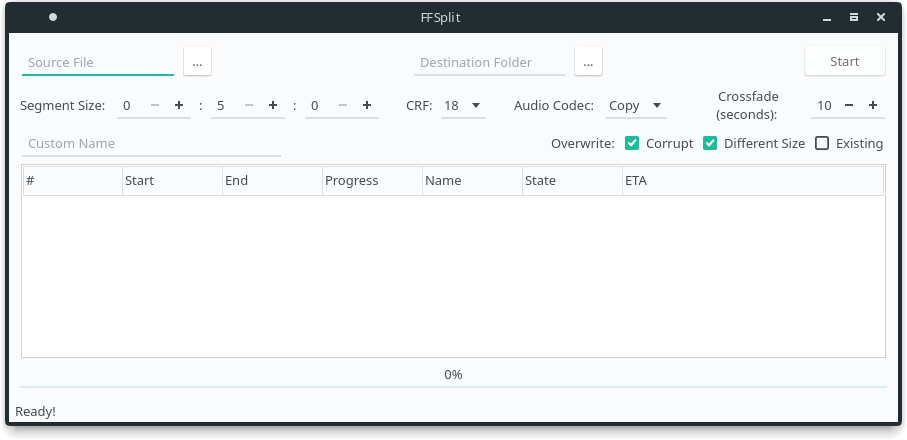 FFSplit
Source File ... Destination Folder ... Start
Segment Size: 0 − + : 5 − + : 0 − + CRF: 18 Audio Codec: Copy Crossfade
(seconds): 10 − +
Custom Name Overwrite: Corrupt Different Size Existing
# Start End Progress Name State ETA
0%
Ready!